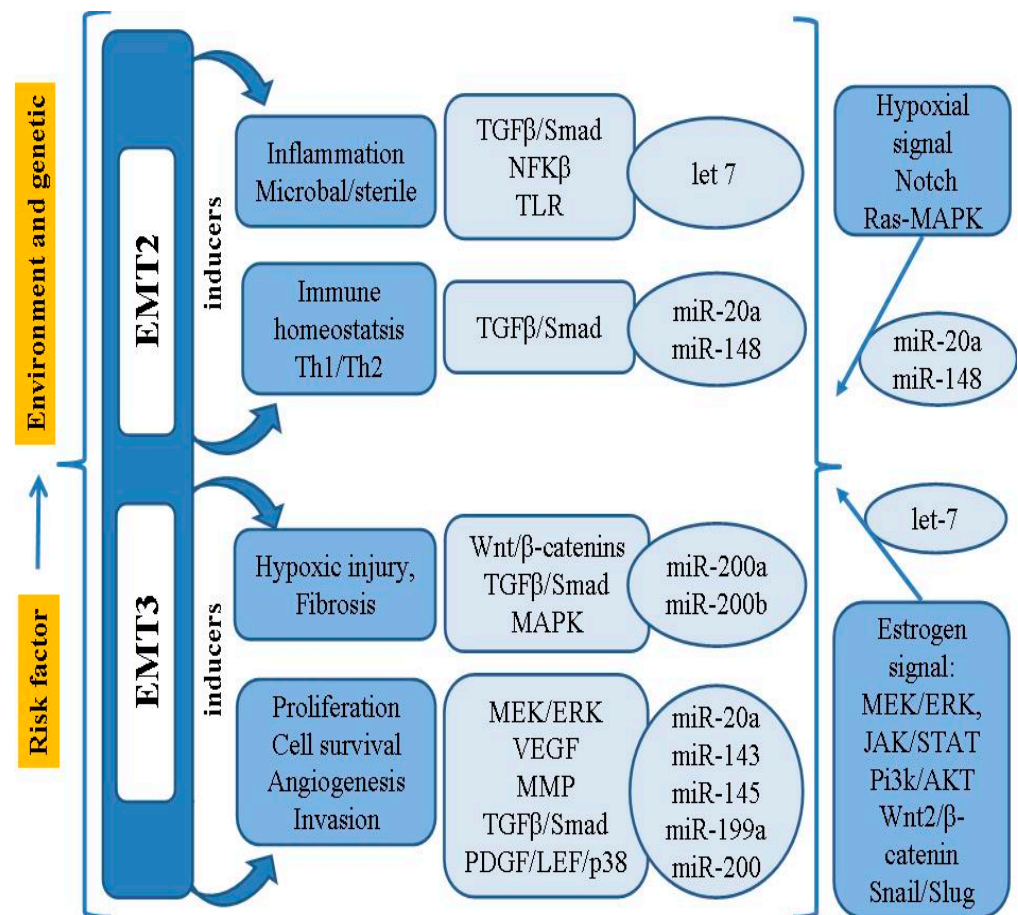 Environment and genetic
Risk factor
EMT2
EMT3
inducers
inducers
Inflammation
Microbal/sterile
TGFβ/Smad
NFKβ
TLR
let 7
Immune
homeostatsis
Th1/Th2
TGFβ/Smad
miR-20a
miR-148
Hypoxic injury,
Fibrosis
Wnt/β-catenins
TGFβ/Smad
MAPK
miR-200a
miR-200b
Proliferation
Cell survival
Angiogenesis
Invasion
MEK/ERK
VEGF
MMP
TGFβ/Smad
PDGF/LEF/p38
miR-20a
miR-143
miR-145
miR-199a
miR-200
Hypoxial
signal
Notch
Ras-MAPK
miR-20a
miR-148
let-7
Estrogen
signal:
MEK/ERK,
JAK/STAT
Pi3k/AKT
Wnt2/β-
catenin
Snail/Slug